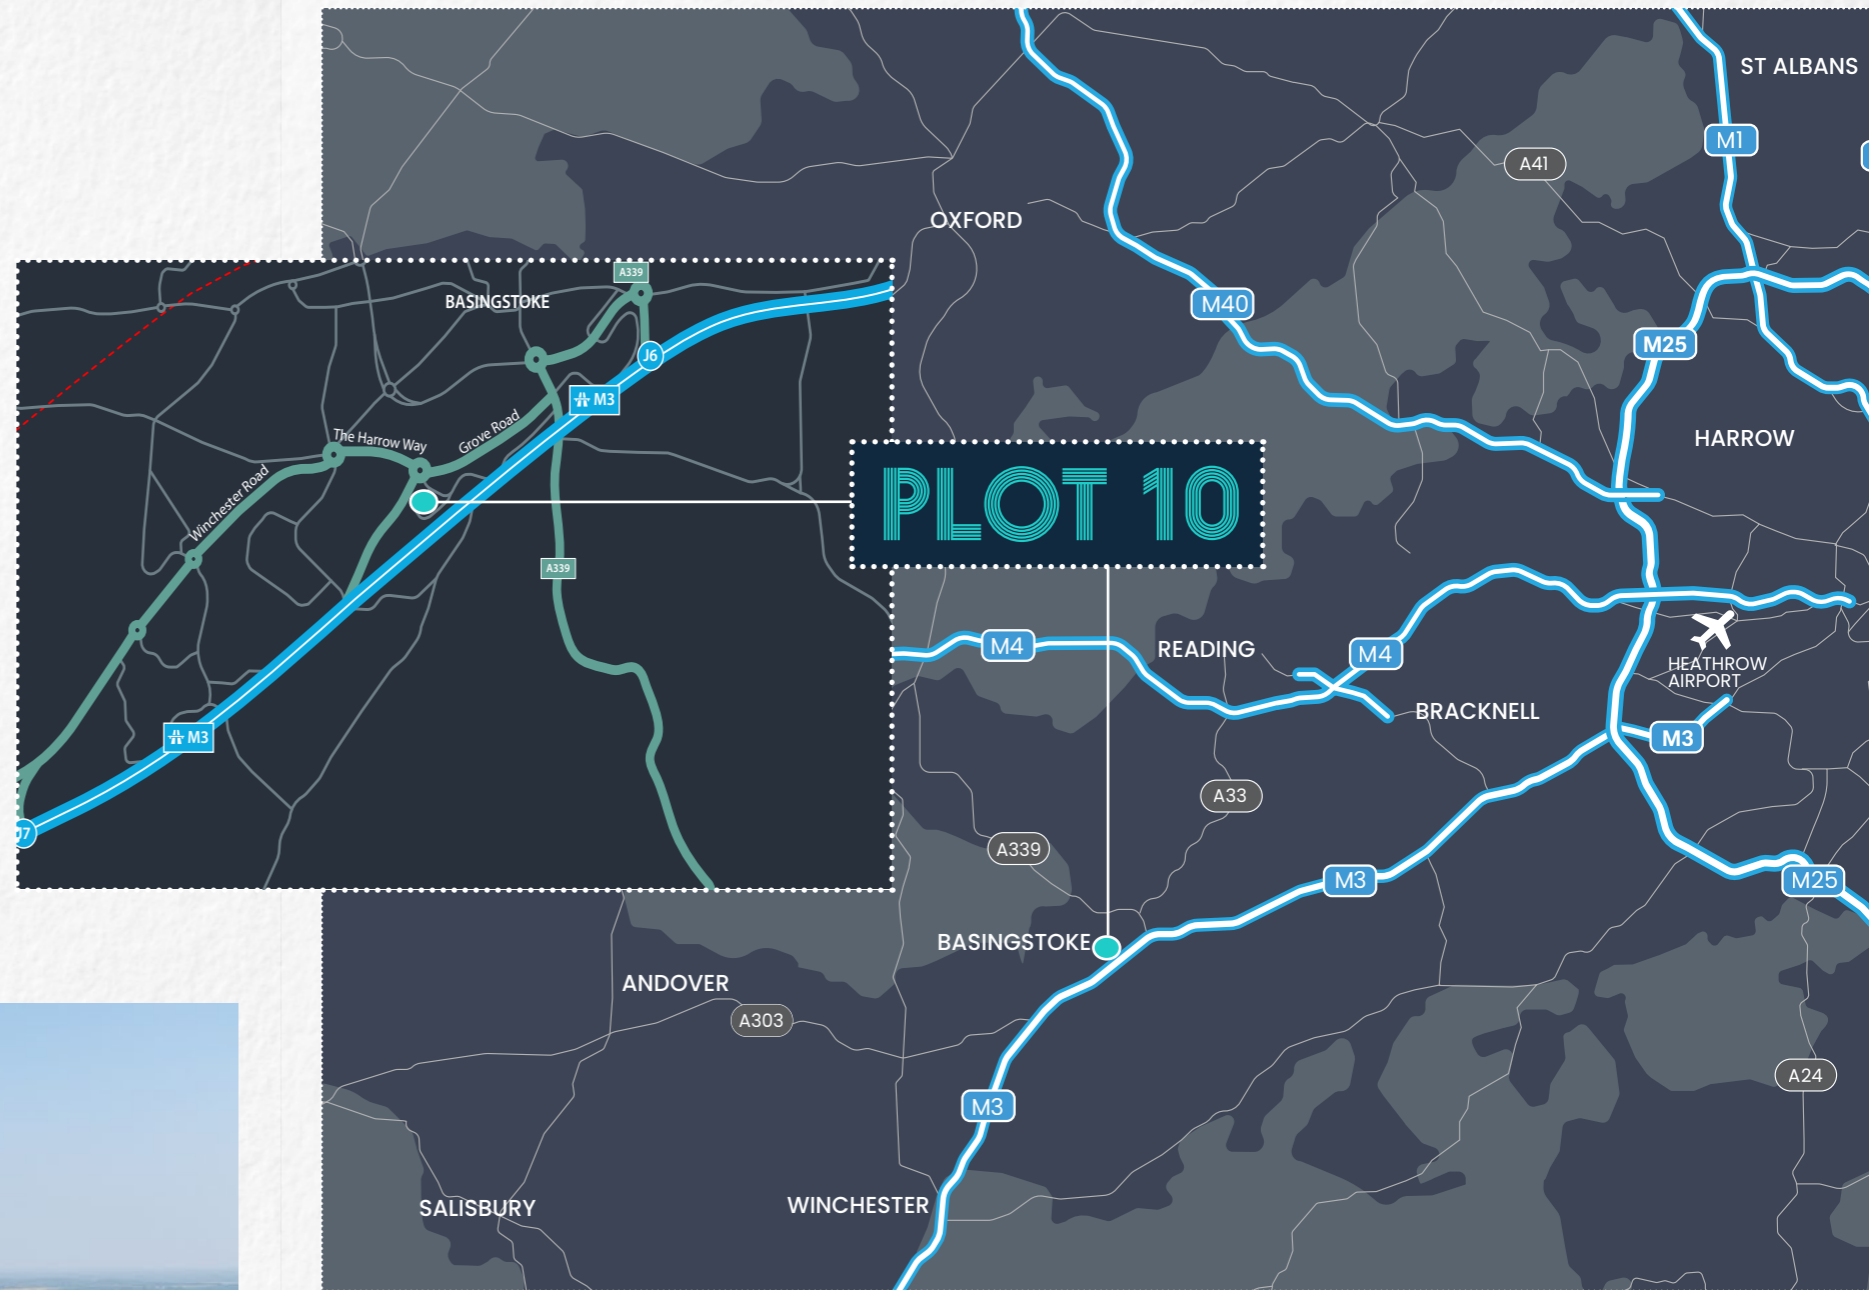 ST ALBANS
M1
A41
OXFORD
M40
M25
HARROW
A339
BASINGSTOKE
J6
M3
The Harrow Way
Grove Road
Winchester Road
PLOT 10
A339
M3
J7
M4
READING
M4
HEATHROW
AIRPORT
BRACKNELL
M3
A33
A339
M3
M25
BASINGSTOKE
ANDOVER
A303
A24
M3
SALISBURY
WINCHESTER